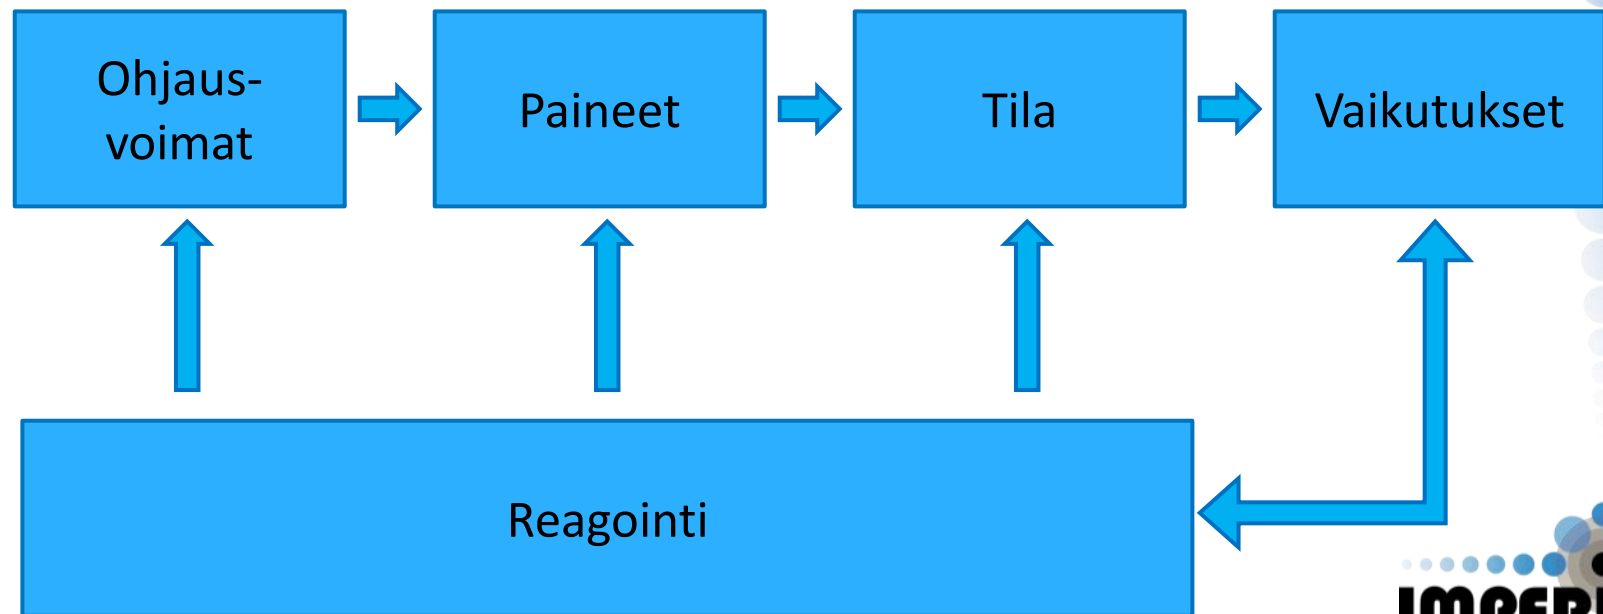 Ohjaus-
voimat
Paineet
Tila
Vaikutukset
Reagointi